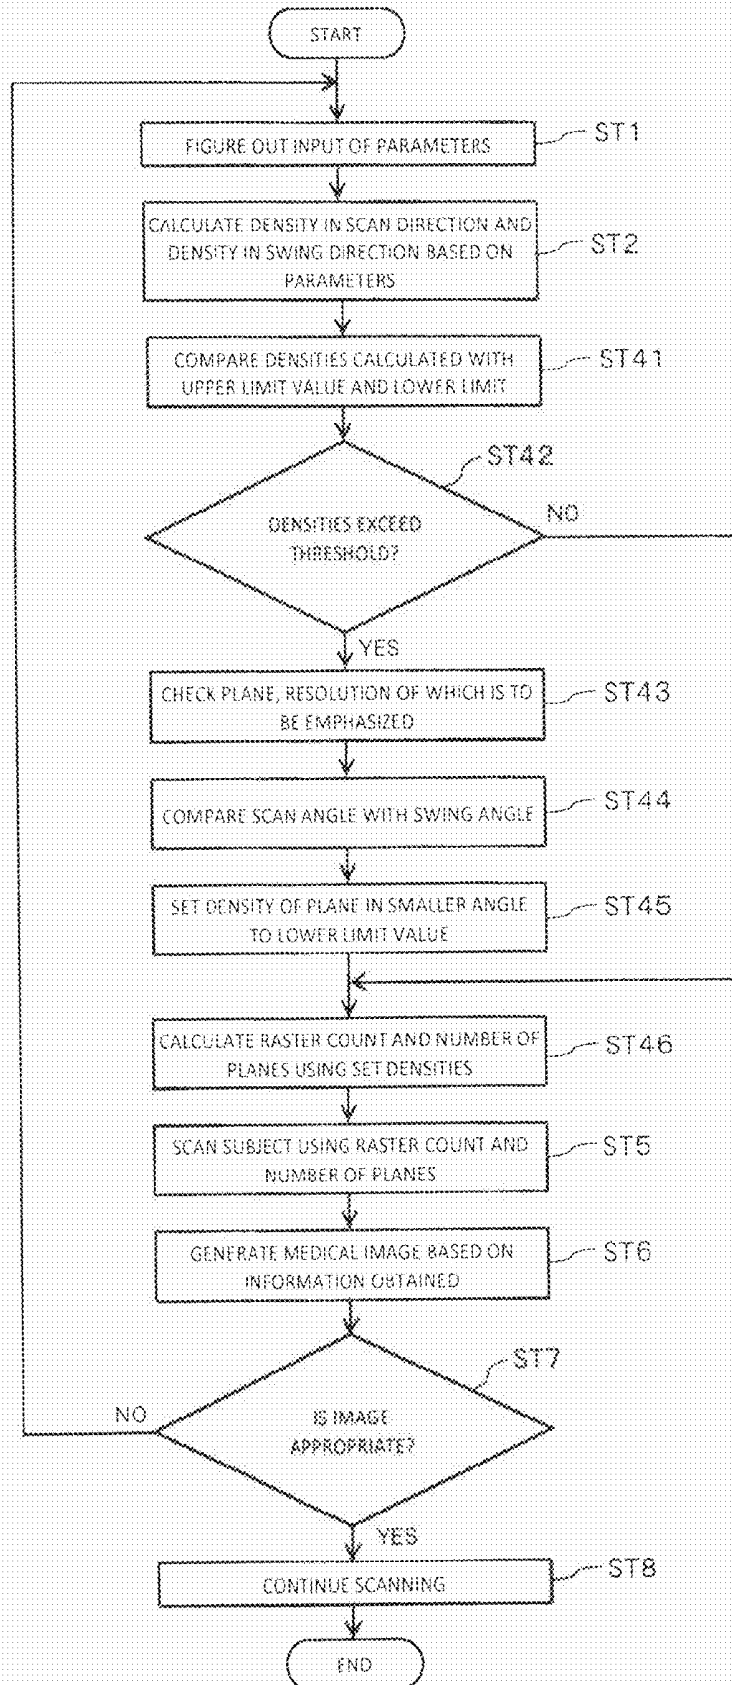 START
FIGURE OUT INPUT OF PARAMETERS
ST1
CALCULATE DENSITY IN SCAN DIRECTION AND
DENSITY IN SWING DIRECTION BASED ON
PARAMETERS
ST2
COMPARE DENSITIES CALCULATED WITH
UPPER LIMIT VALUE AND LOWER LIMIT
ST41
ST42
DENSITIES EXCEED
THRESHOLD?
NO
YES
CHECK PLANE, RESOLUTION OF WHICH IS TO
BE EMPHASIZED
ST43
COMPARE SCAN ANGLE WITH SWING ANGLE
ST44
SET DENSITY OF PLANE IN SMALLER ANGLE
TO LOWER LIMIT VALUE
ST45
CALCULATE RASTER COUNT AND NUMBER OF
PLANES USING SET DENSITIES
ST46
SCAN SUBJECT USING RASTER COUNT AND
NUMBER OF PLANES
ST5
GENERATE MEDICAL IMAGE BASED ON
INFORMATION OBTAINED
ST6
ST7
IS IMAGE
APPROPRIATE?
NO
YES
CONTINUE SCANNING
ST8
END